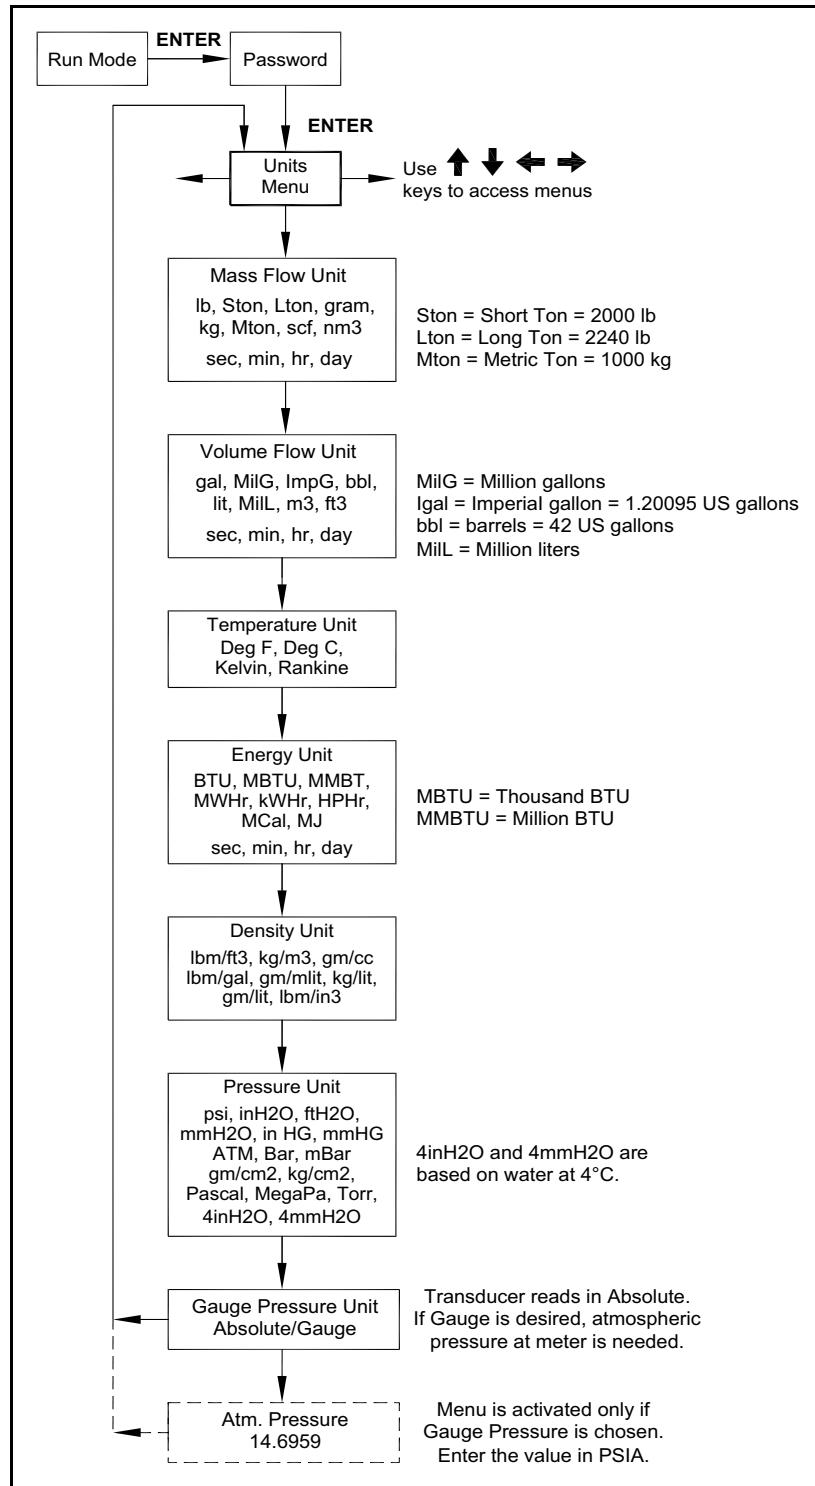 ENTER
Run Mode
Password
ENTER
Units
Menu
Use
keys to access menus
Mass Flow Unit
lb, Ston, Lton, gram,
kg, Mton, scf, nm3
sec, min, hr, day
Ston = Short Ton = 2000 lb
Lton = Long Ton = 2240 lb
Mton = Metric Ton = 1000 kg
Volume Flow Unit
gal, MilG, ImpG, bbl,
lit, MilL, m3, ft3
sec, min, hr, day
MilG = Million gallons
Igal = Imperial gallon = 1.20095 US gallons
bbl = barrels = 42 US gallons
MilL = Million liters
Temperature Unit
Deg F, Deg C,
Kelvin, Rankine
Energy Unit
BTU, MBTU, MMBT,
MWHr, kWHr, HPHr,
MCal, MJ
sec, min, hr, day
MBTU = Thousand BTU
MMBTU = Million BTU
Density Unit
lbm/ft3, kg/m3, gm/cc
lbm/gal, gm/mlit, kg/lit,
gm/lit, lbm/in3
Pressure Unit
psi, inH2O, ftH2O,
mmH2O, in HG, mmHG
ATM, Bar, mBar
gm/cm2, kg/cm2,
Pascal, MegaPa, Torr,
4inH2O, 4mmH2O
4inH2O and 4mmH2O are
based on water at 4°C.
Gauge Pressure Unit
Absolute/Gauge
Transducer reads in Absolute.
If Gauge is desired, atmospheric
pressure at meter is needed.
Atm. Pressure
14.6959
Menu is activated only if
Gauge Pressure is chosen.
Enter the value in PSIA.